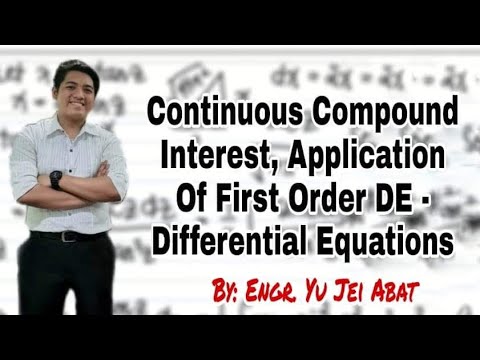 Continuous Compound
Interest, Application
Of First Order DE -
Differential Equations
By: Engr. Yu Jei Abat